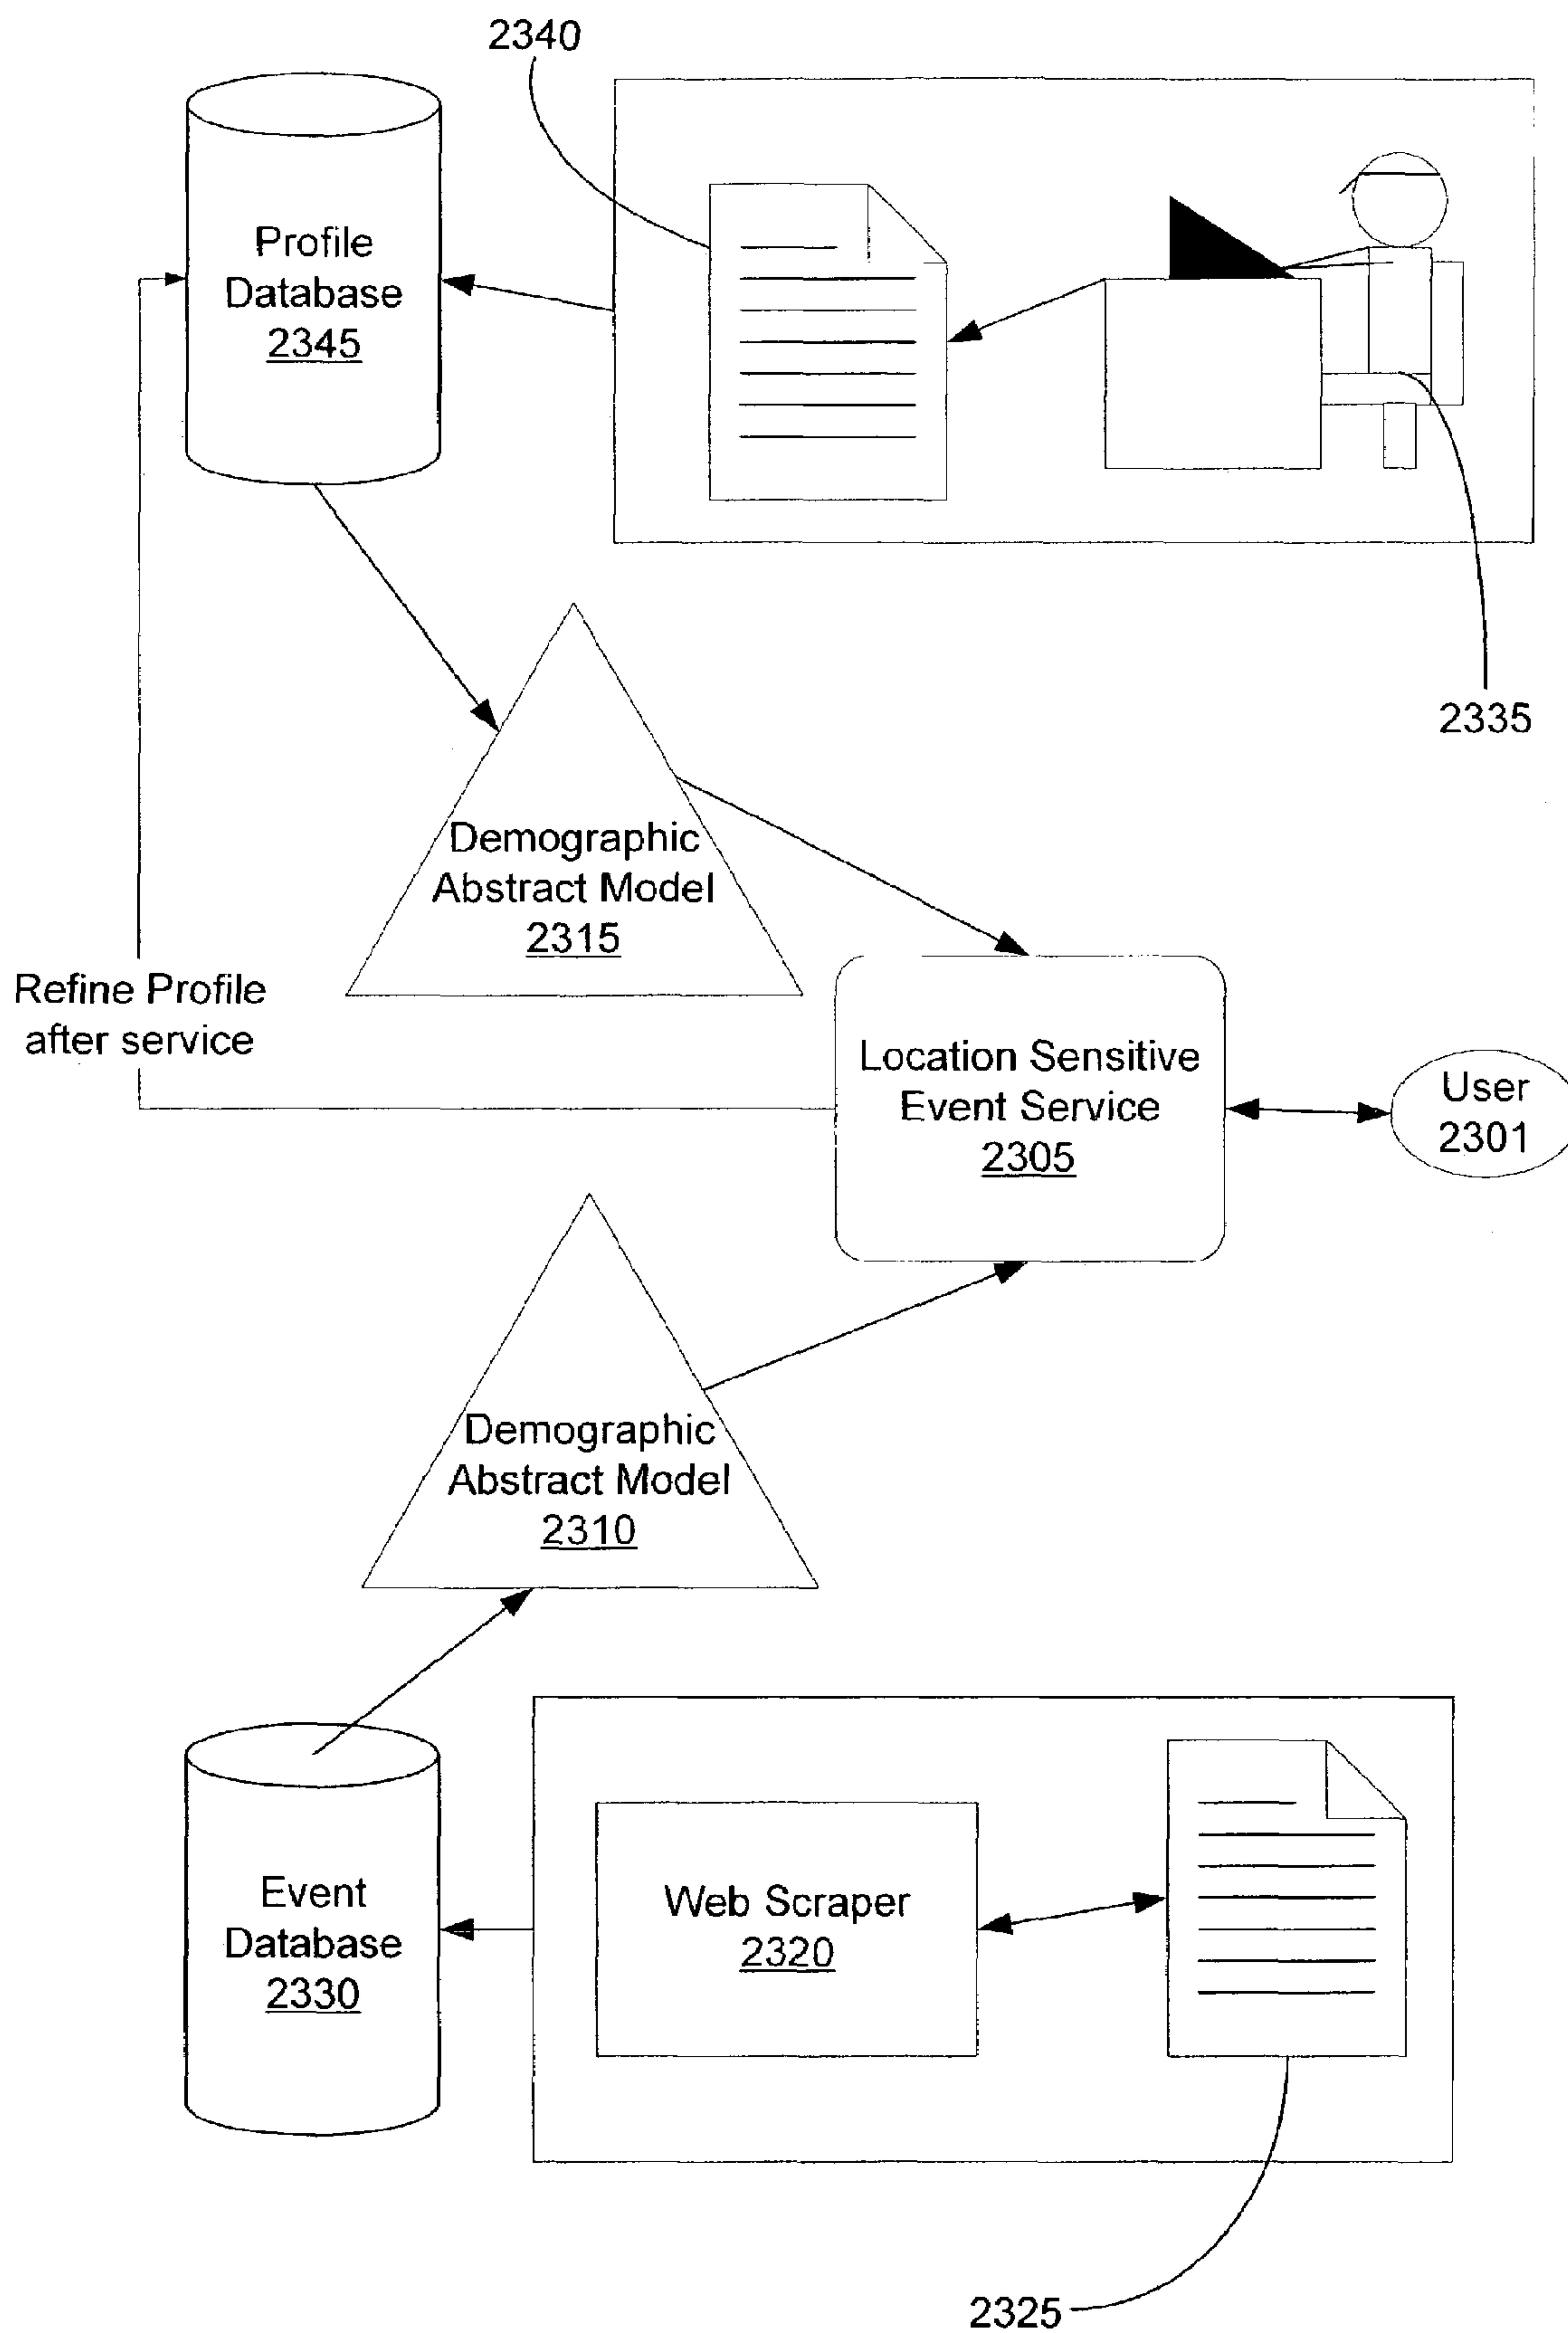 2340
Profile
Database
2345
2335
Demographic
Abstract Model
2315
Refine Profile
after service
Location Sensitive
Event Service
2305
User
2301
Demographic
Abstract Model
2310
Event
Database
2330
Web Scraper
2320
2325